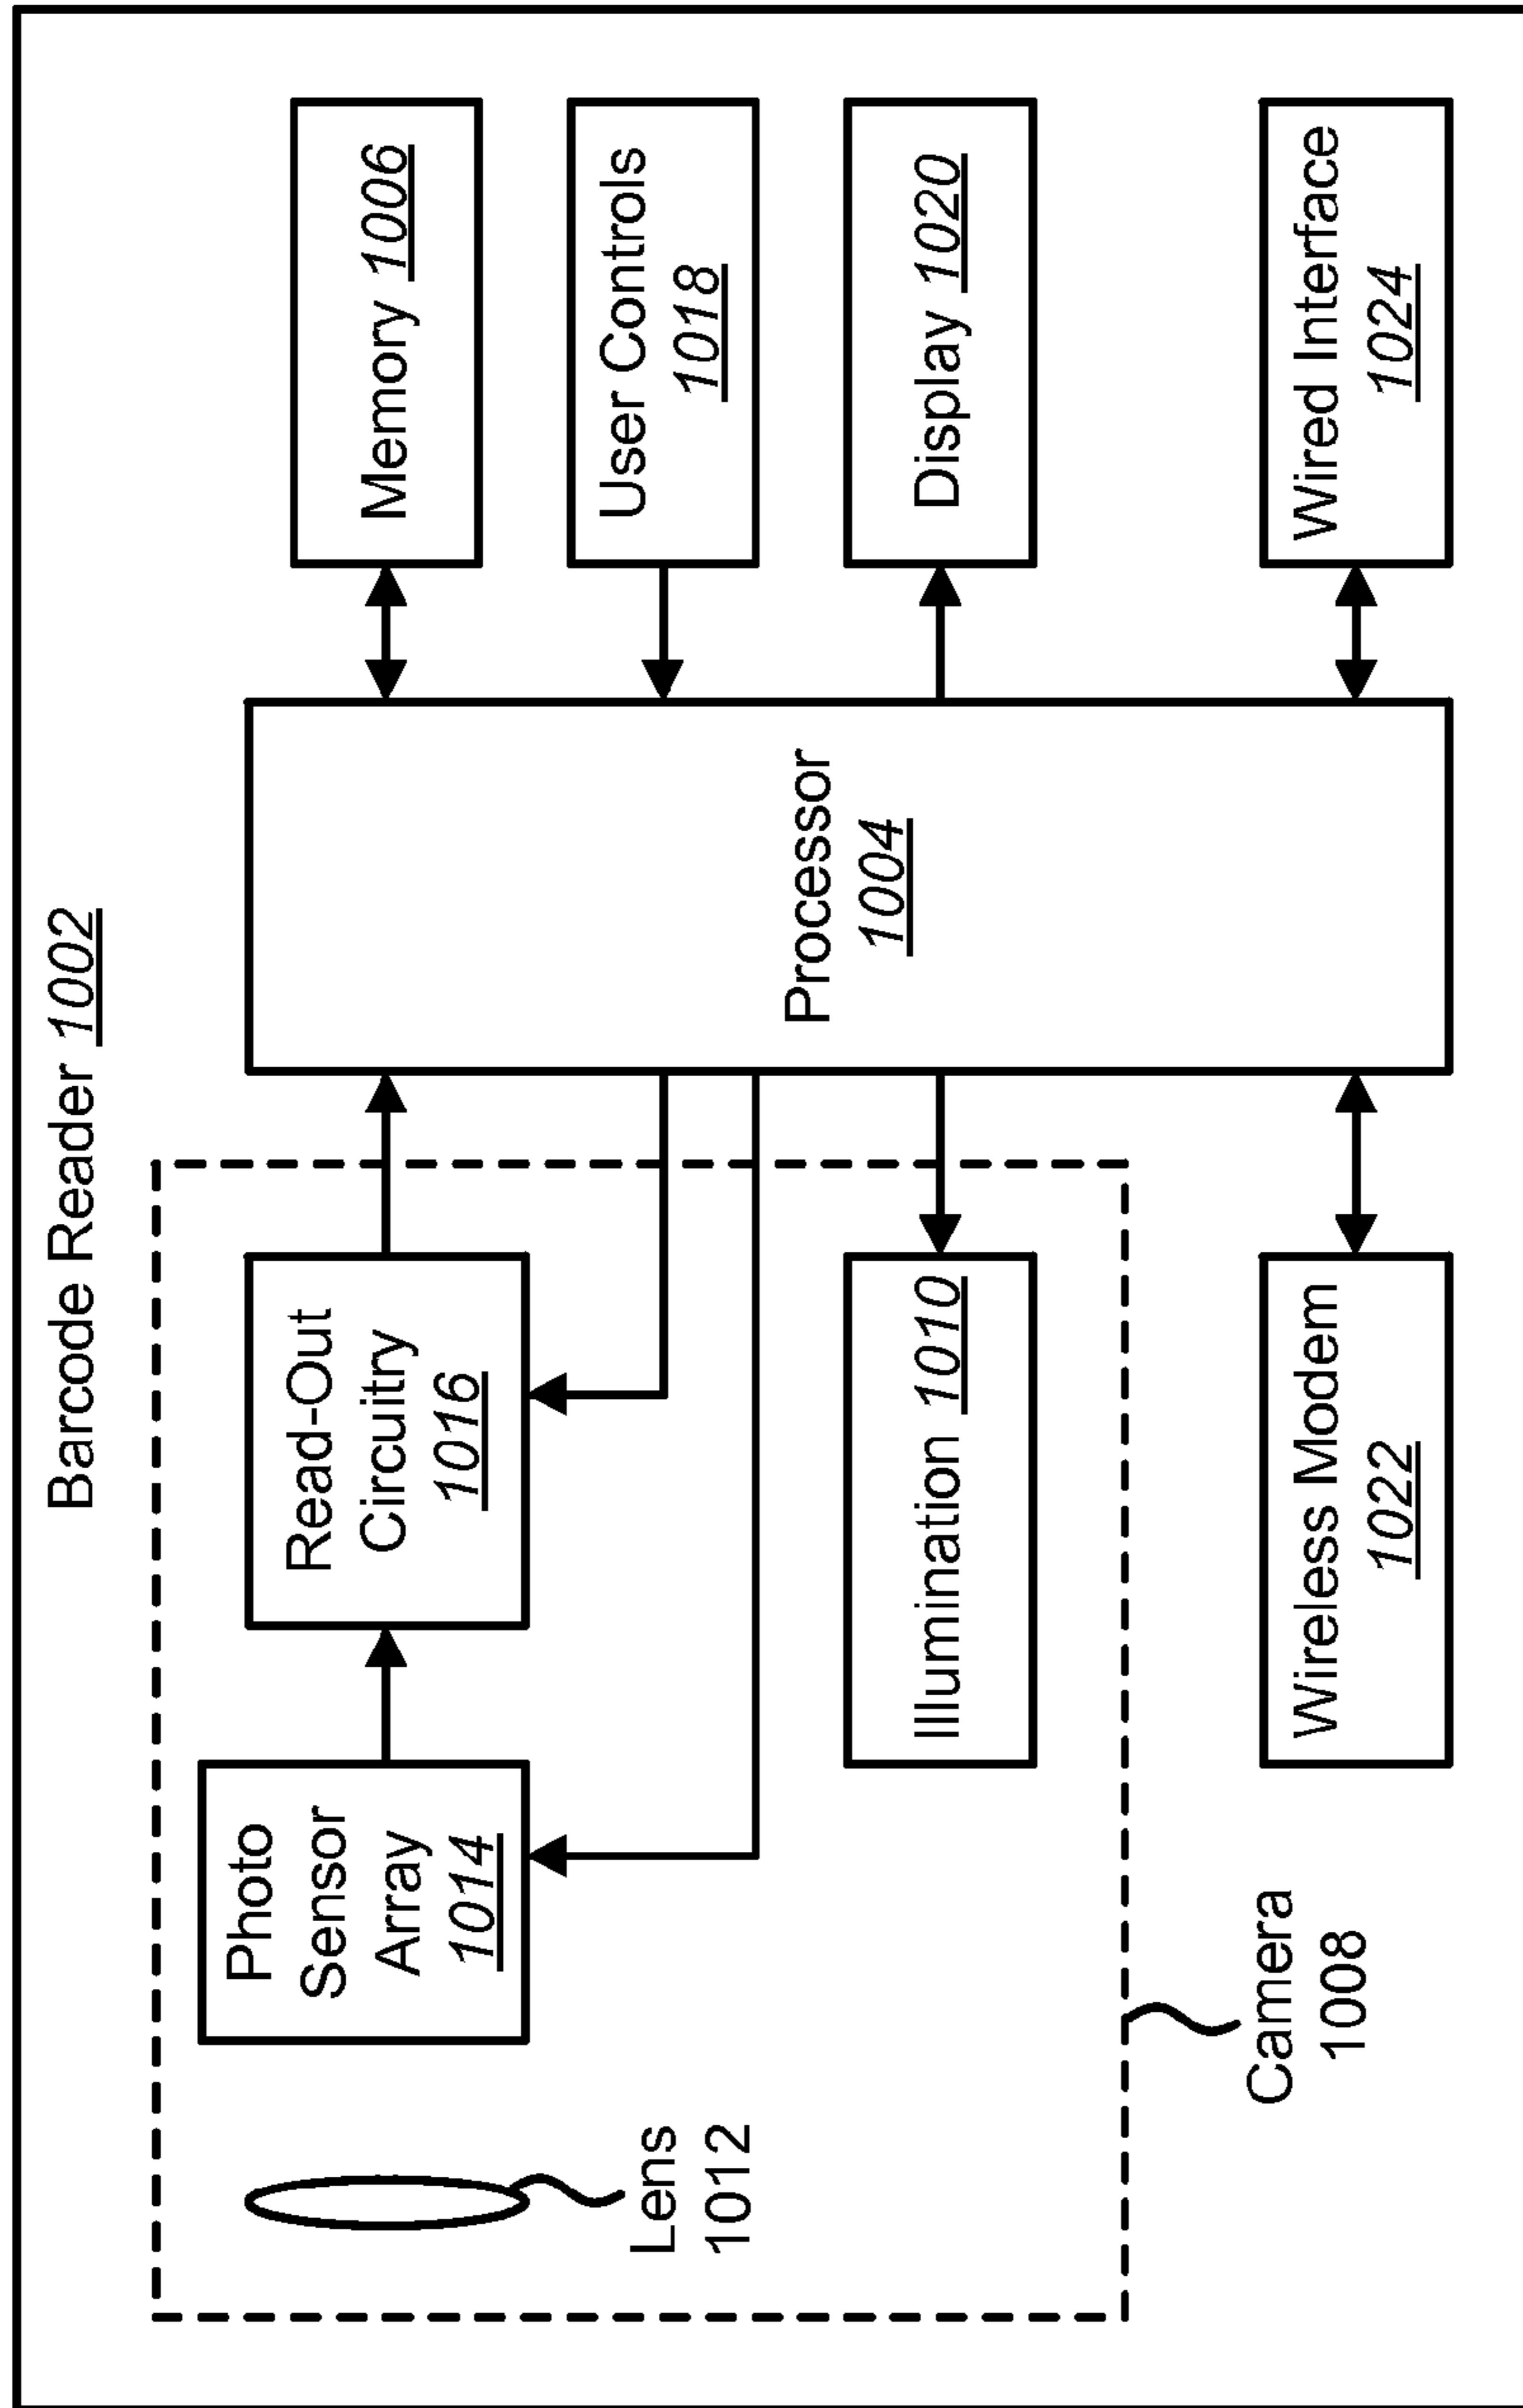 Barcode Reader 1002
Photo
Sensor
Array
1014
Read-Out
Circuitry
1016
Lens
1012
Illumination 1010
Camera
1008
Wireless Modem
1022
Processor
1004
Memory 1006
User Controls
1018
Display 1020
Wired Interface
1024